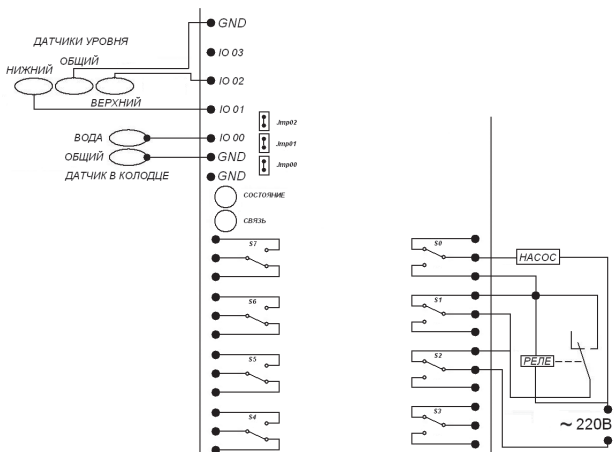 GND
ДАТЧИКИ УРОВНЯ
IO 03
ОБЩИЙ
НИЖНИЙ
IO 02
ВЕРХНИЙ
IO 01
Jmp02
ВОДА
IO 00
Jmp01
ОБЩИЙ
GND
Jmp00
ДАТЧИК В КОЛОДЦЕ
GND
СОСТОЯНИЕ
СВЯЗЬ
S7
S0
НАСОС
S6
S1
S5
S2
РЕЛЕ
S4
S3
~ 220В